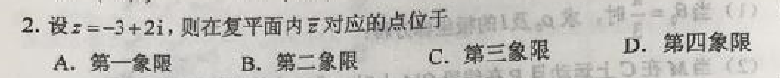 2. 设z=-3+2i,则在复平面内z̄对应的点位于
A. 第一象限 B. 第二象限 C. 第三象限 D. 第四象限